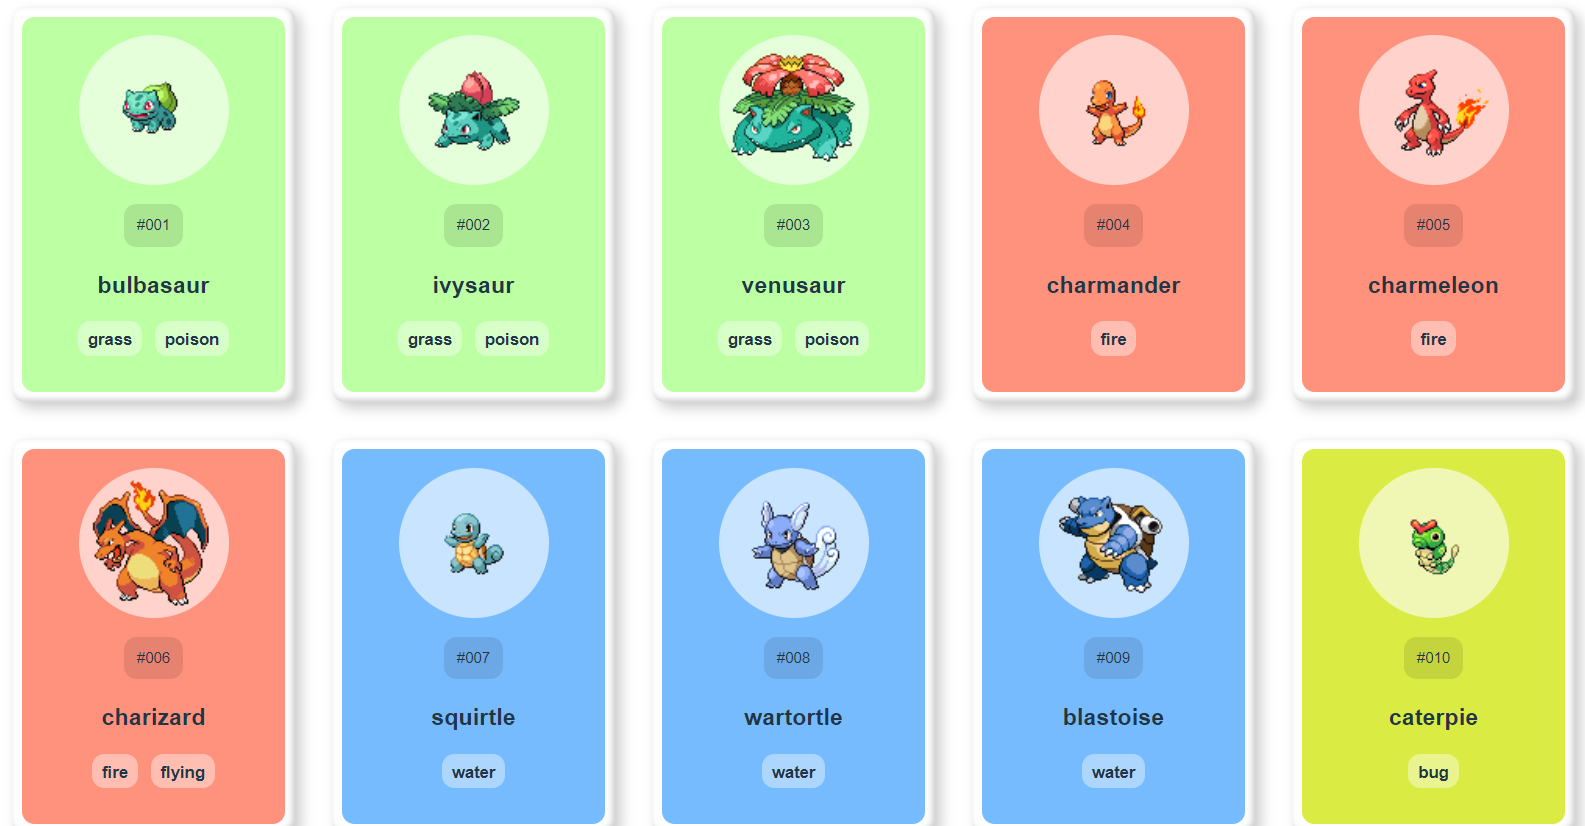 #001
bulbasaur
grass poison
#002
ivysaur
grass poison
#003
venusaur
grass poison
#004
charmander
fire
#005
charmeleon
fire
#006
charizard
fire flying
#007
squirtle
water
#008
wartortle
water
#009
blastoise
water
#010
caterpie
bug